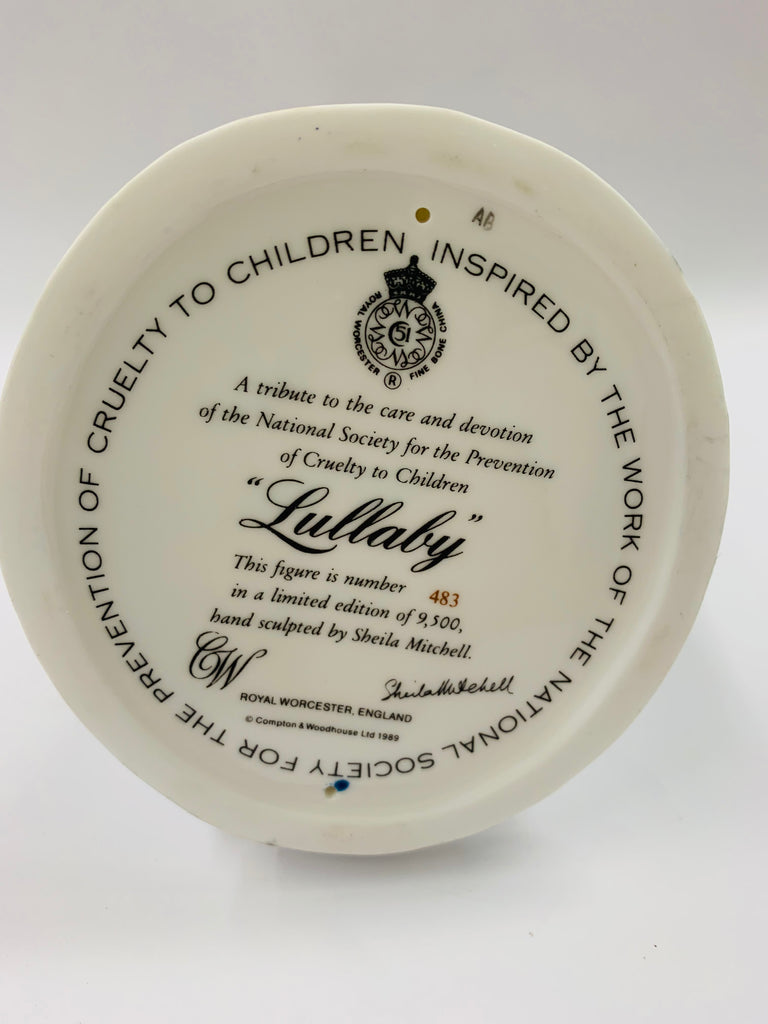 INSPIRED BY THE WORK OF THE NATIONAL SOCIETY FOR THE PREVENTION OF CRUELTY TO CHILDREN
AB
ROYAL WORCESTER
FINE BONE CHINA
51
R
A tribute to the care and devotion
of the National Society for the Prevention
of Cruelty to Children
"Lullaby"
This figure is number 483
in a limited edition of 9,500,
hand sculpted by Sheila Mitchell.
CW
Sheila Mitchell
ROYAL WORCESTER, ENGLAND
© Compton & Woodhouse Ltd 1989